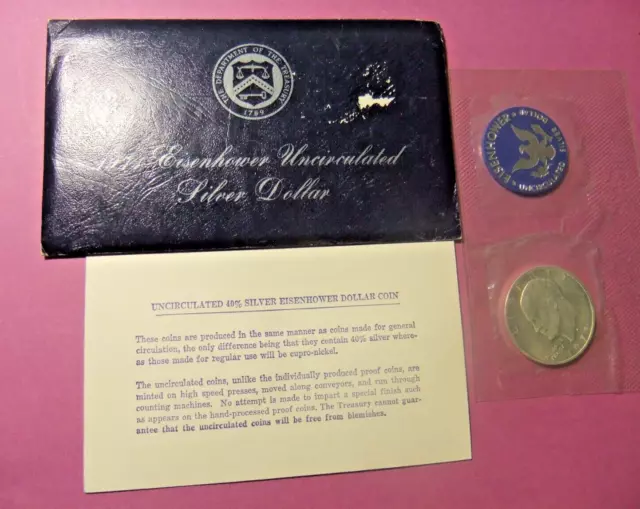 THE DEPARTMENT OF THE TREASURY
1789
Eisenhower Uncirculated
Silver Dollar
EISENHOWER
UNCIRCULATED SILVER DOLLAR
UNCIRCULATED 40% SILVER EISENHOWER DOLLAR COIN
These coins are produced in the same manner as coins made for general
circulation, the only difference being that they contain 40% silver where-
as those made for regular use will be cupro-nickel.
The uncirculated coins, unlike the individually produced proof coins, are
minted on high speed presses, moved along conveyors, and run through
counting machines. No attempt is made to impart a special finish such
as appears on the hand-processed proof coins. The Treasury cannot guar-
antee that the uncirculated coins will be free from blemishes.